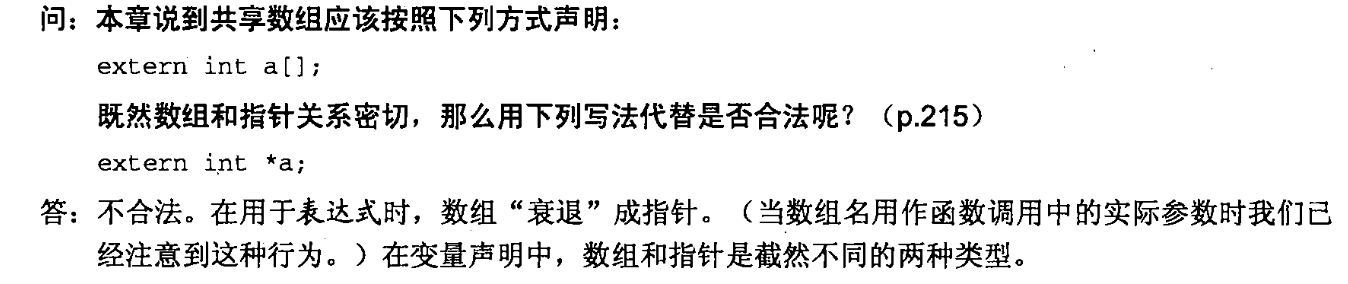 问：本章说到共享数组应该按照下列方式声明：
extern int a[];
既然数组和指针关系密切，那么用下列写法代替是否合法呢？（p.215）
extern int *a;
答：不合法。在用于表达式时，数组“衰退”成指针。（当数组名用作函数调用中的实际参数时我们已
经注意到这种行为。）在变量声明中，数组和指针是截然不同的两种类型。